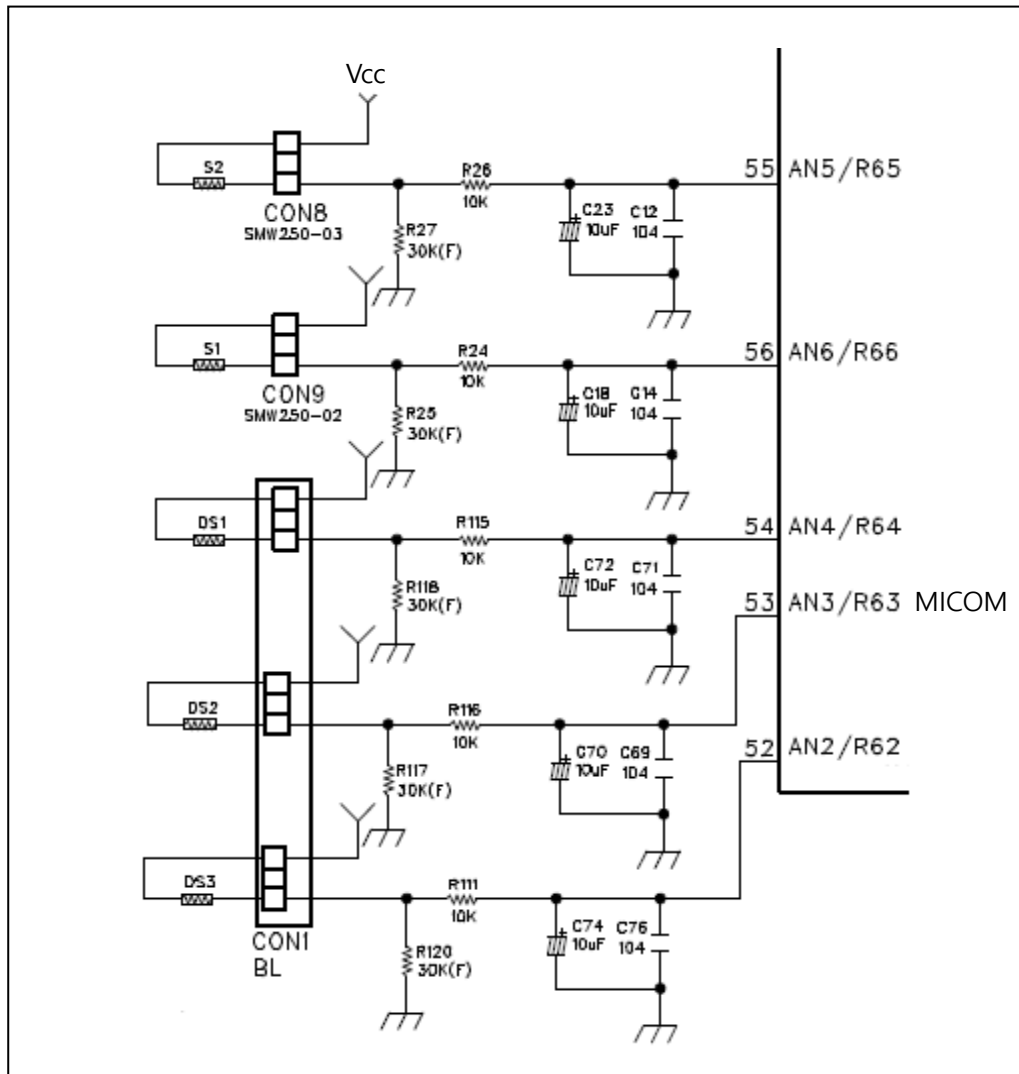 Vcc
S2
CON8
SMW250-03
R26
10K
R27
30K(F)
C23
10uF
C12
104
55
AN5/R65
S1
CON9
SMW250-02
R24
10K
R25
30K(F)
C18
10uF
C14
104
56
AN6/R66
DS1
R115
10K
R118
30K(F)
C72
10uF
C71
104
54
AN4/R64
53
AN3/R63
MICOM
DS2
R116
10K
R117
30K(F)
C70
10uF
C69
104
52
AN2/R62
DS3
CON1
BL
R111
10K
R120
30K(F)
C74
10uF
C76
104